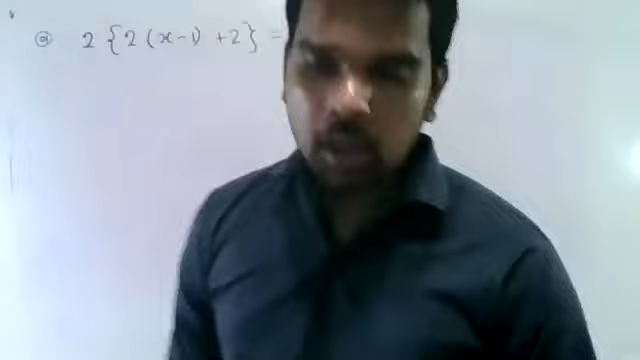 ⓐ 2 {2 (x-1) +2} =